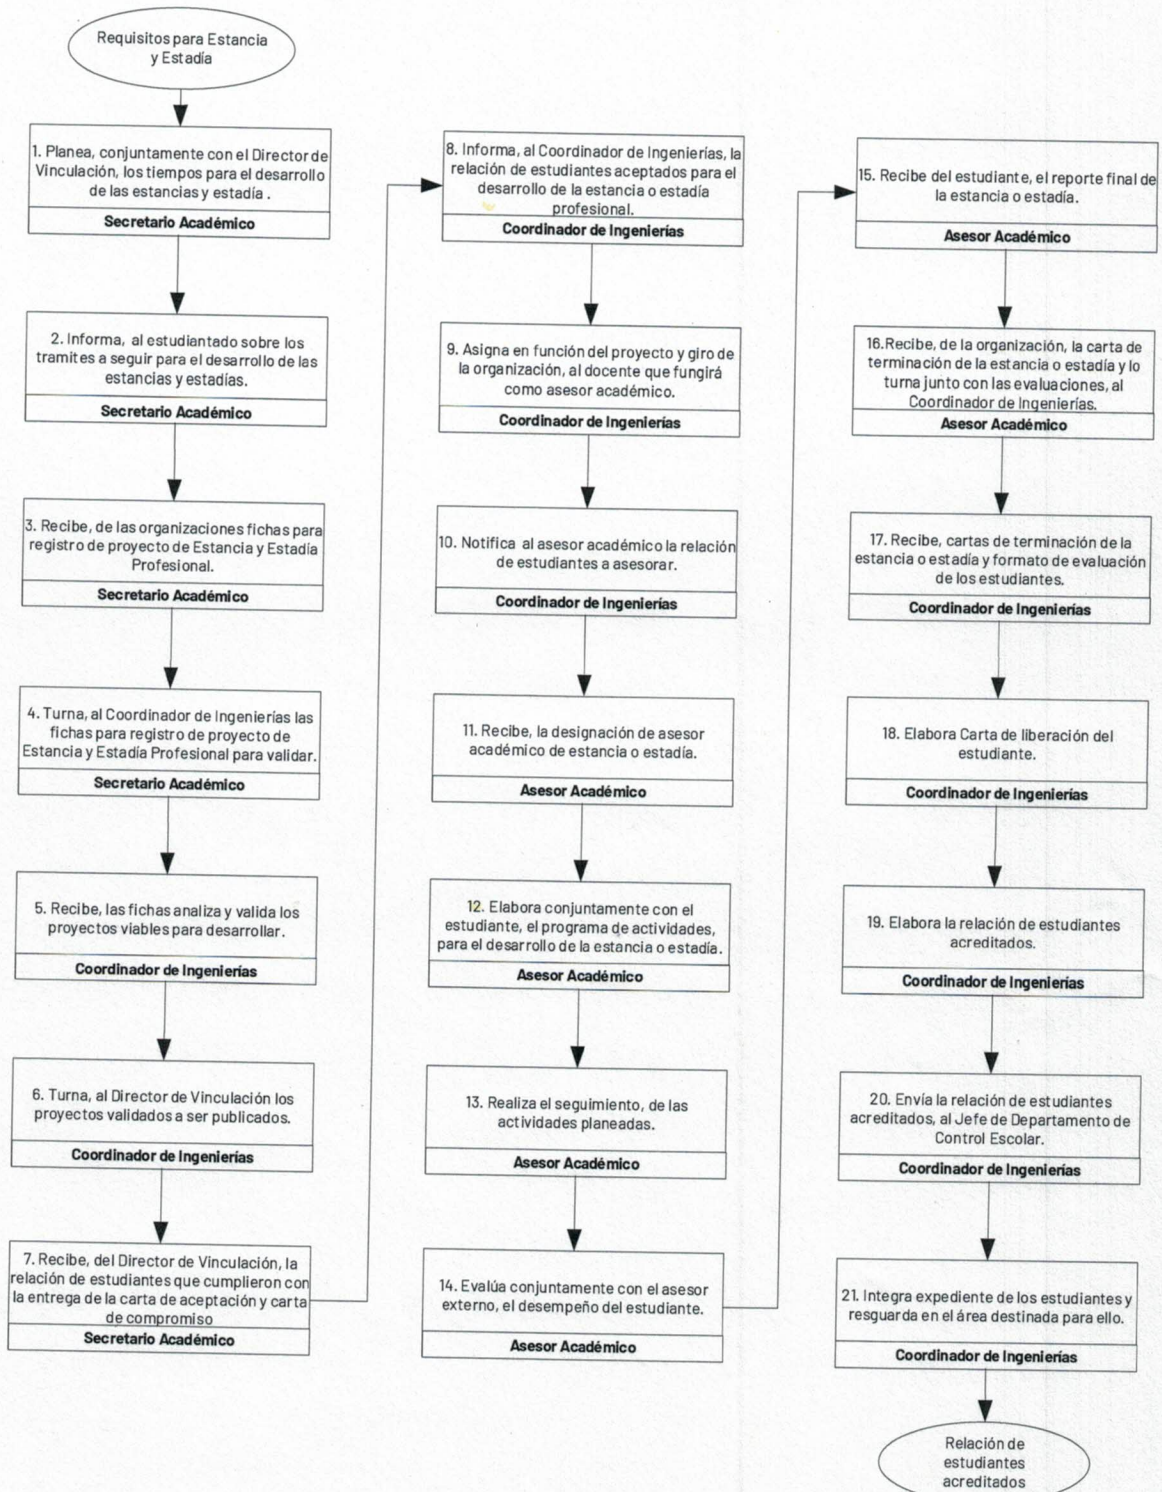 Requisitos para Estancia
y Estadía
1. Planea, conjuntamente con el Director de
Vinculación, los tiempos para el desarrollo
de las estancias y estadía .
Secretario Académico
2. Informa, al estudiantado sobre los
tramites a seguir para el desarrollo de las
estancias y estadías.
Secretario Académico
3. Recibe, de las organizaciones fichas para
registro de proyecto de Estancia y Estadía
Profesional.
Secretario Académico
4. Turna, al Coordinador de Ingenierías las
fichas para registro de proyecto de
Estancia y Estadía Profesional para validar.
Secretario Académico
5. Recibe, las fichas analiza y valida los
proyectos viables para desarrollar.
Coordinador de Ingenierías
6. Turna, al Director de Vinculación los
proyectos validados a ser publicados.
Coordinador de Ingenierías
7. Recibe, del Director de Vinculación, la
relación de estudiantes que cumplieron con
la entrega de la carta de aceptación y carta
de compromiso
Secretario Académico
8. Informa, al Coordinador de Ingenierías, la
relación de estudiantes aceptados para el
desarrollo de la estancia o estadía
profesional.
Coordinador de Ingenierías
9. Asigna en función del proyecto y giro de
la organización, al docente que fungirá
como asesor académico.
Coordinador de Ingenierías
10. Notifica al asesor académico la relación
de estudiantes a asesorar.
Coordinador de Ingenierías
11. Recibe, la designación de asesor
académico de estancia o estadía.
Asesor Académico
12. Elabora conjuntamente con el
estudiante, el programa de actividades,
para el desarrollo de la estancia o estadía.
Asesor Académico
13. Realiza el seguimiento, de las
actividades planeadas.
Asesor Académico
14. Evalúa conjuntamente con el asesor
externo, el desempeño del estudiante.
Asesor Académico
15. Recibe del estudiante, el reporte final de
la estancia o estadía.
Asesor Académico
16.Recibe, de la organización, la carta de
terminación de la estancia o estadía y lo
turna junto con las evaluaciones, al
Coordinador de Ingenierías.
Asesor Académico
17. Recibe, cartas de terminación de la
estancia o estadía y formato de evaluación
de los estudiantes.
Coordinador de Ingenierías
18. Elabora Carta de liberación del
estudiante.
Coordinador de Ingenierías
19. Elabora la relación de estudiantes
acreditados.
Coordinador de Ingenierías
20. Envía la relación de estudiantes
acreditados, al Jefe de Departamento de
Control Escolar.
Coordinador de Ingenierías
21. Integra expediente de los estudiantes y
resguarda en el área destinada para ello.
Coordinador de Ingenierías
Relación de
estudiantes
acreditados